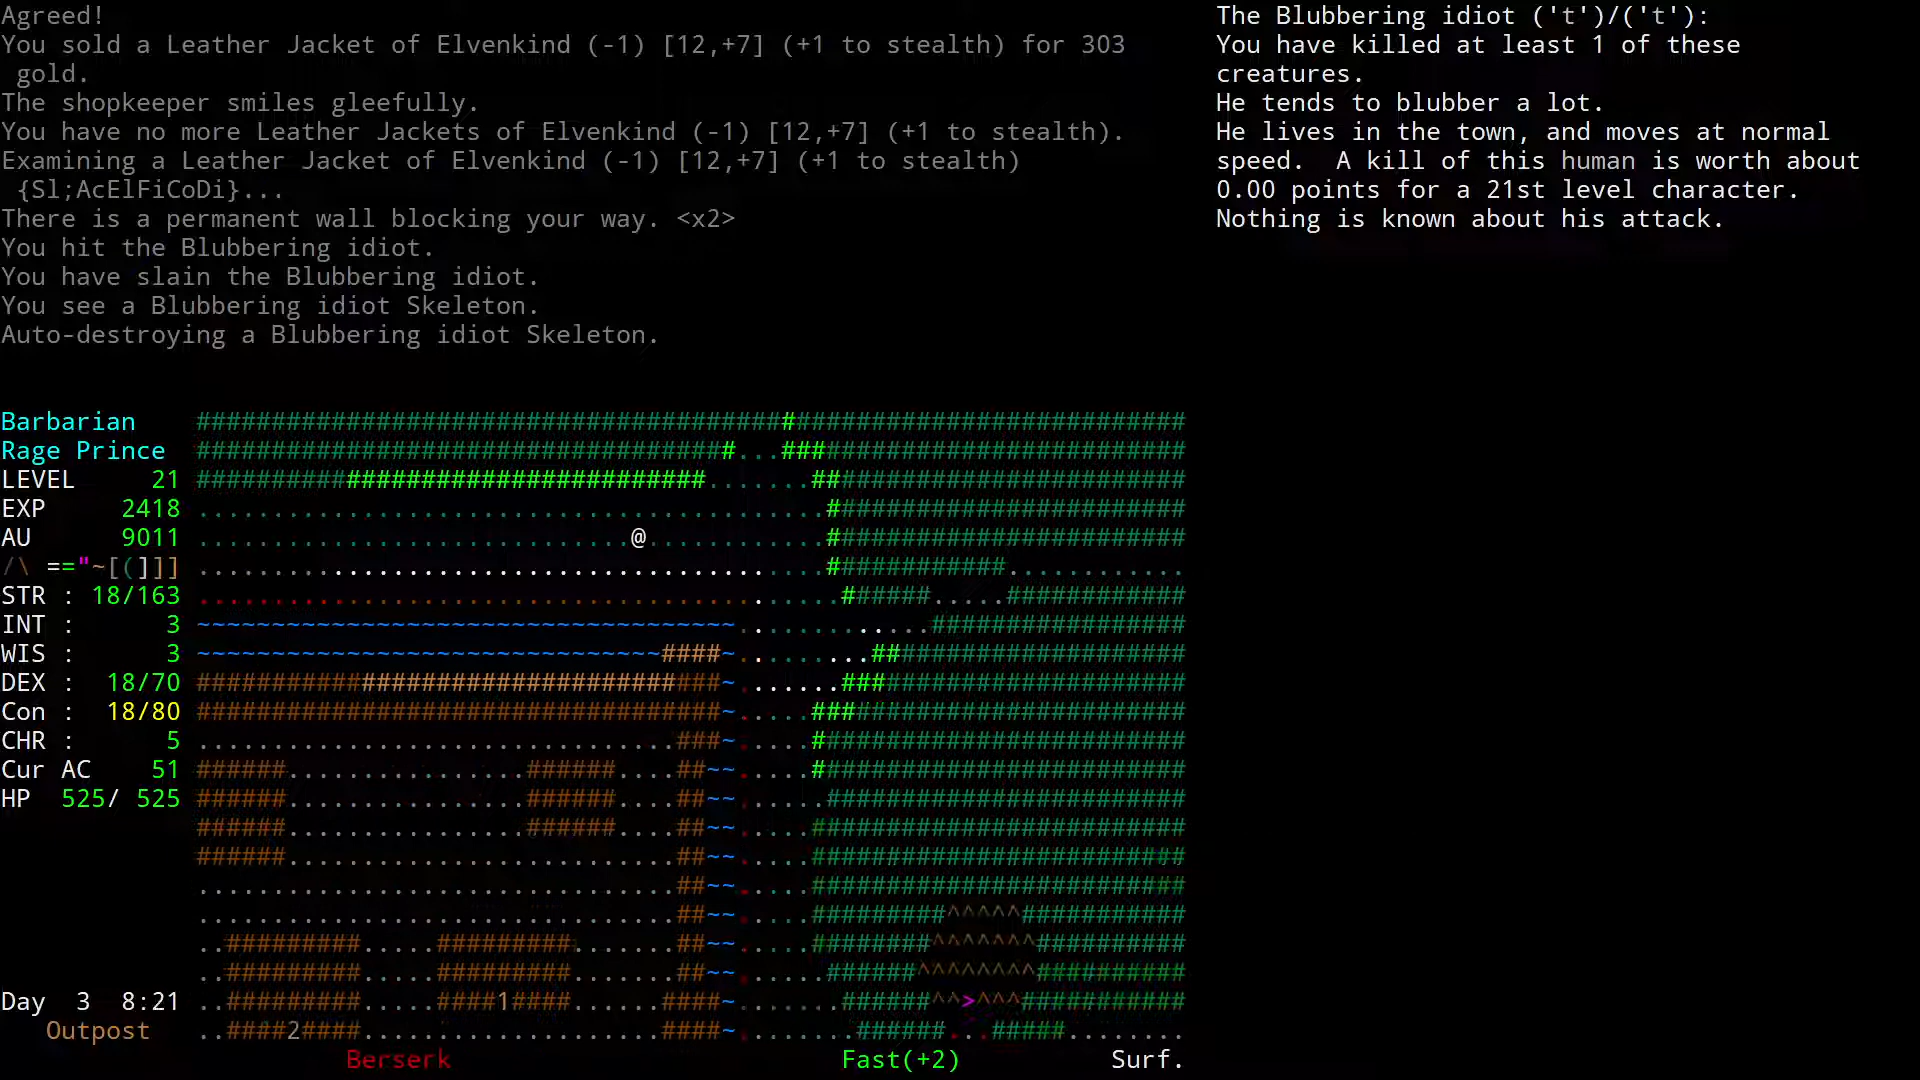 Agreed!
You sold a Leather Jacket of Elvenkind (-1) [12,+7] (+1 to stealth) for 303
gold.
The shopkeeper smiles gleefully.
You have no more Leather Jackets of Elvenkind (-1) [12,+7] (+1 to stealth).
Examining a Leather Jacket of Elvenkind (-1) [12,+7] (+1 to stealth)
{Sl;AcElFiCoDi}...
There is a permanent wall blocking your way. <x2>
You hit the Blubbering idiot.
You have slain the Blubbering idiot.
You see a Blubbering idiot Skeleton.
Auto-destroying a Blubbering idiot Skeleton.
The Blubbering idiot ('t')/('t'):
You have killed at least 1 of these
creatures.
He tends to blubber a lot.
He lives in the town, and moves at normal
speed.  A kill of this human is worth about
0.00 points for a 21st level character.
Nothing is known about his attack.
Barbarian
Rage Prince
LEVEL 21
EXP 2418
AU 9011
/\ =="~[(]]]
STR : 18/163
INT : 3
WIS : 3
DEX : 18/70
Con : 18/80
CHR : 5
Cur AC 51
HP 525/ 525
@
1
>
Day 3 8:21
2
Outpost
Berserk
Fast(+2)
Surf.